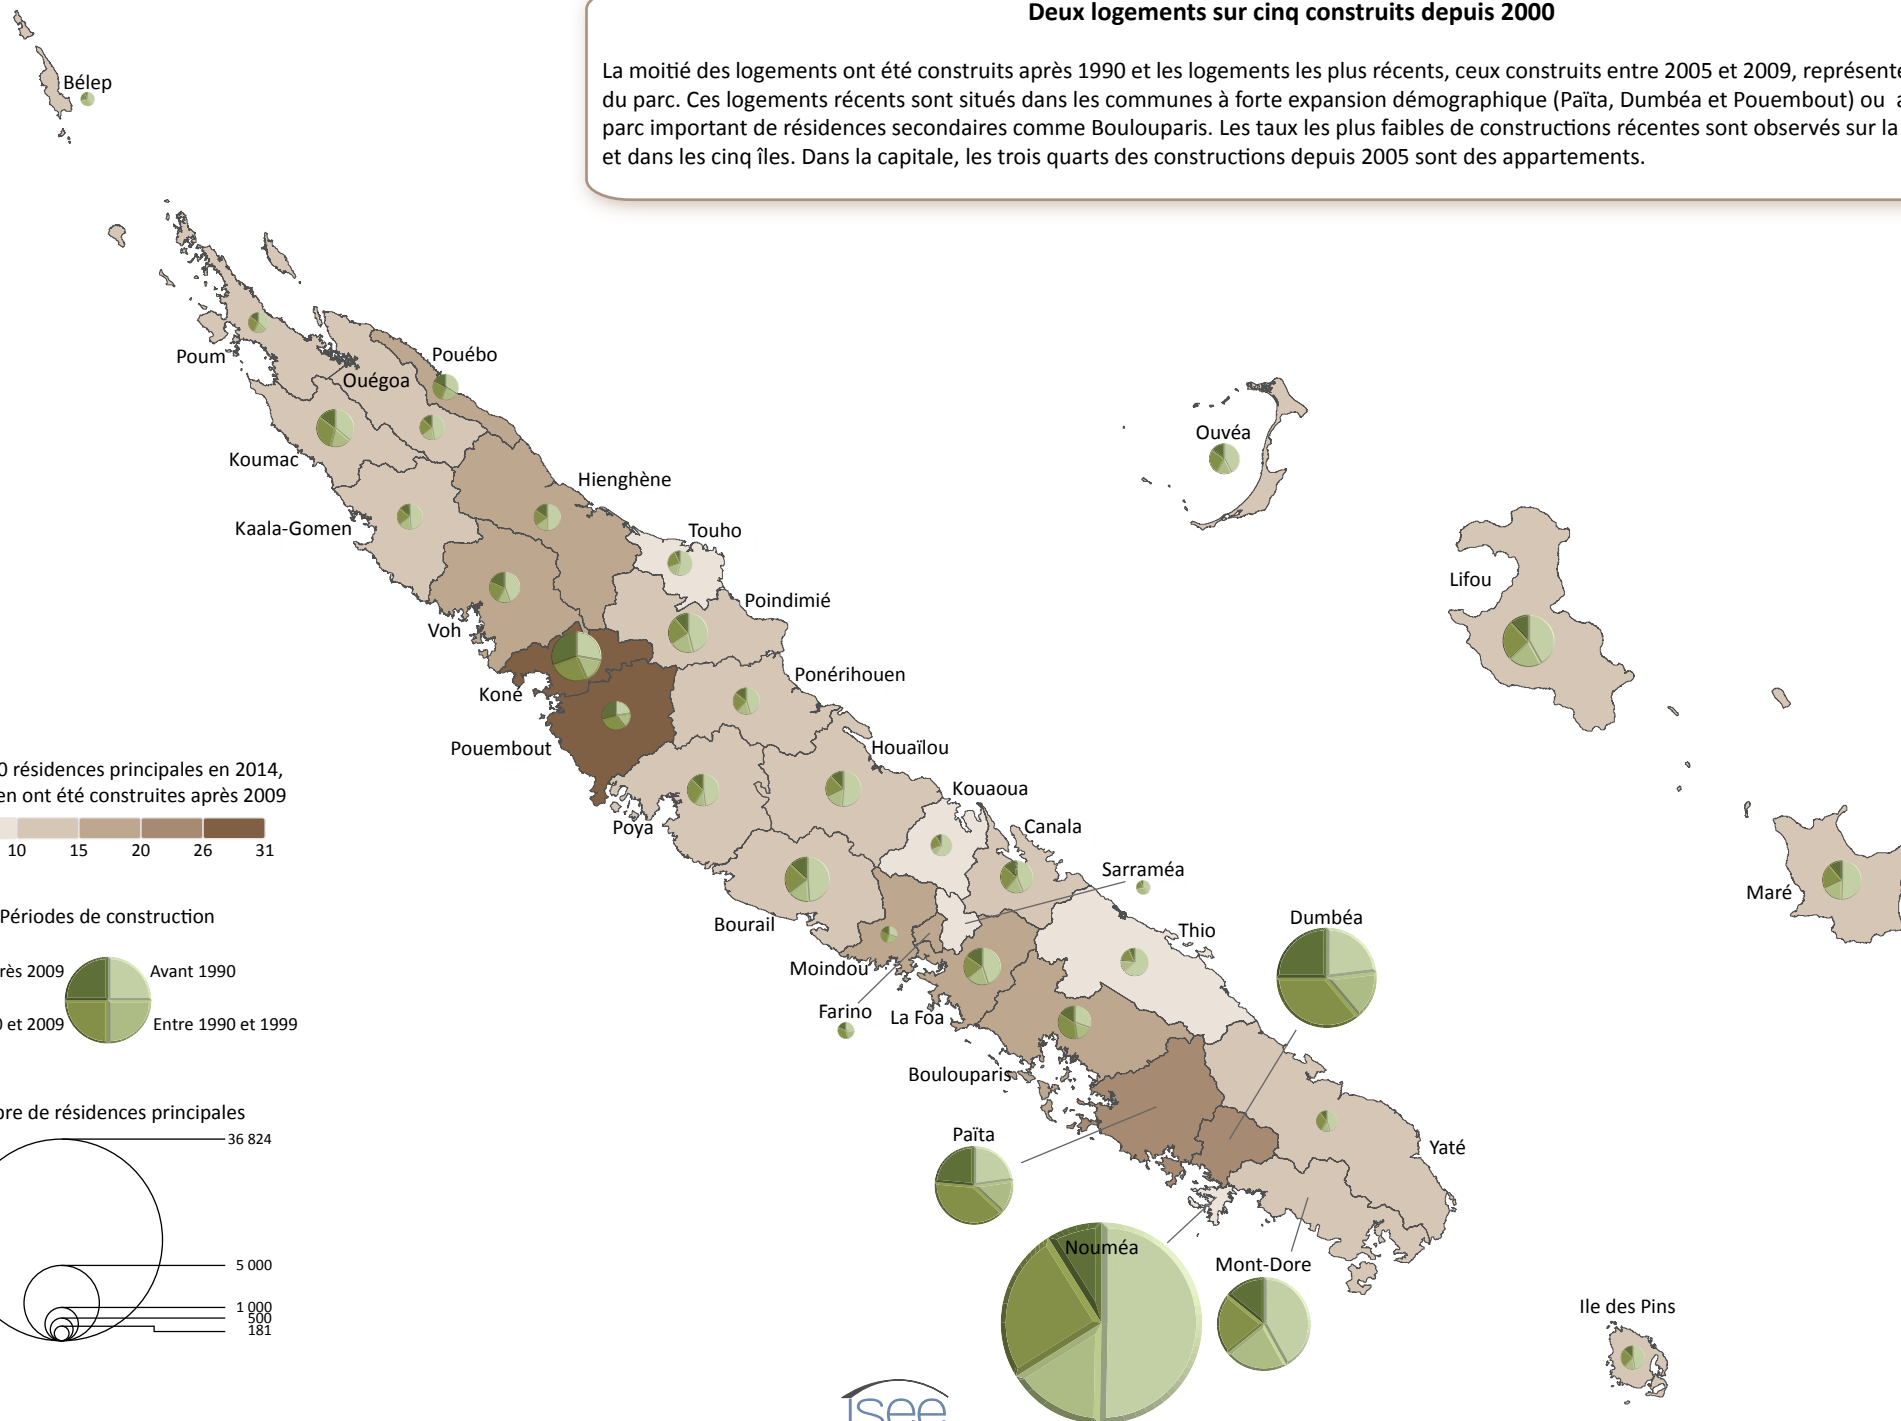 Deux logements sur cinq construits depuis 2000
La moitié des logements ont été construits après 1990 et les logements les plus récents, ceux construits entre 2005 et 2009, représente
du parc. Ces logements récents sont situés dans les communes à forte expansion démographique (Païta, Dumbéa et Pouembout) ou a
parc important de résidences secondaires comme Boulouparis. Les taux les plus faibles de constructions récentes sont observés sur la
et dans les cinq îles. Dans la capitale, les trois quarts des constructions depuis 2005 sont des appartements.
Bélep
Poum
Pouébo
Ouégoa
Koumac
Ouvéa
Hienghène
Kaala-Gomen
Touho
Lifou
Poindimié
Voh
Ponérihouen
Koné
Pouembout
Houaïlou
0 résidences principales en 2014,
en ont été construites après 2009
10 15 20 26 31
Kouaoua
Poya
Canala
Sarraméa
Maré
Périodes de construction
Bourail
Dumbéa
Thio
Moindou
rès 2009 Avant 1990
0 et 2009 Entre 1990 et 1999
Farino
La Foa
Boulouparis
bre de résidences principales
36 824
5 000
1 000
500
181
Païta
Yaté
Nouméa
Mont-Dore
Ile des Pins
isee